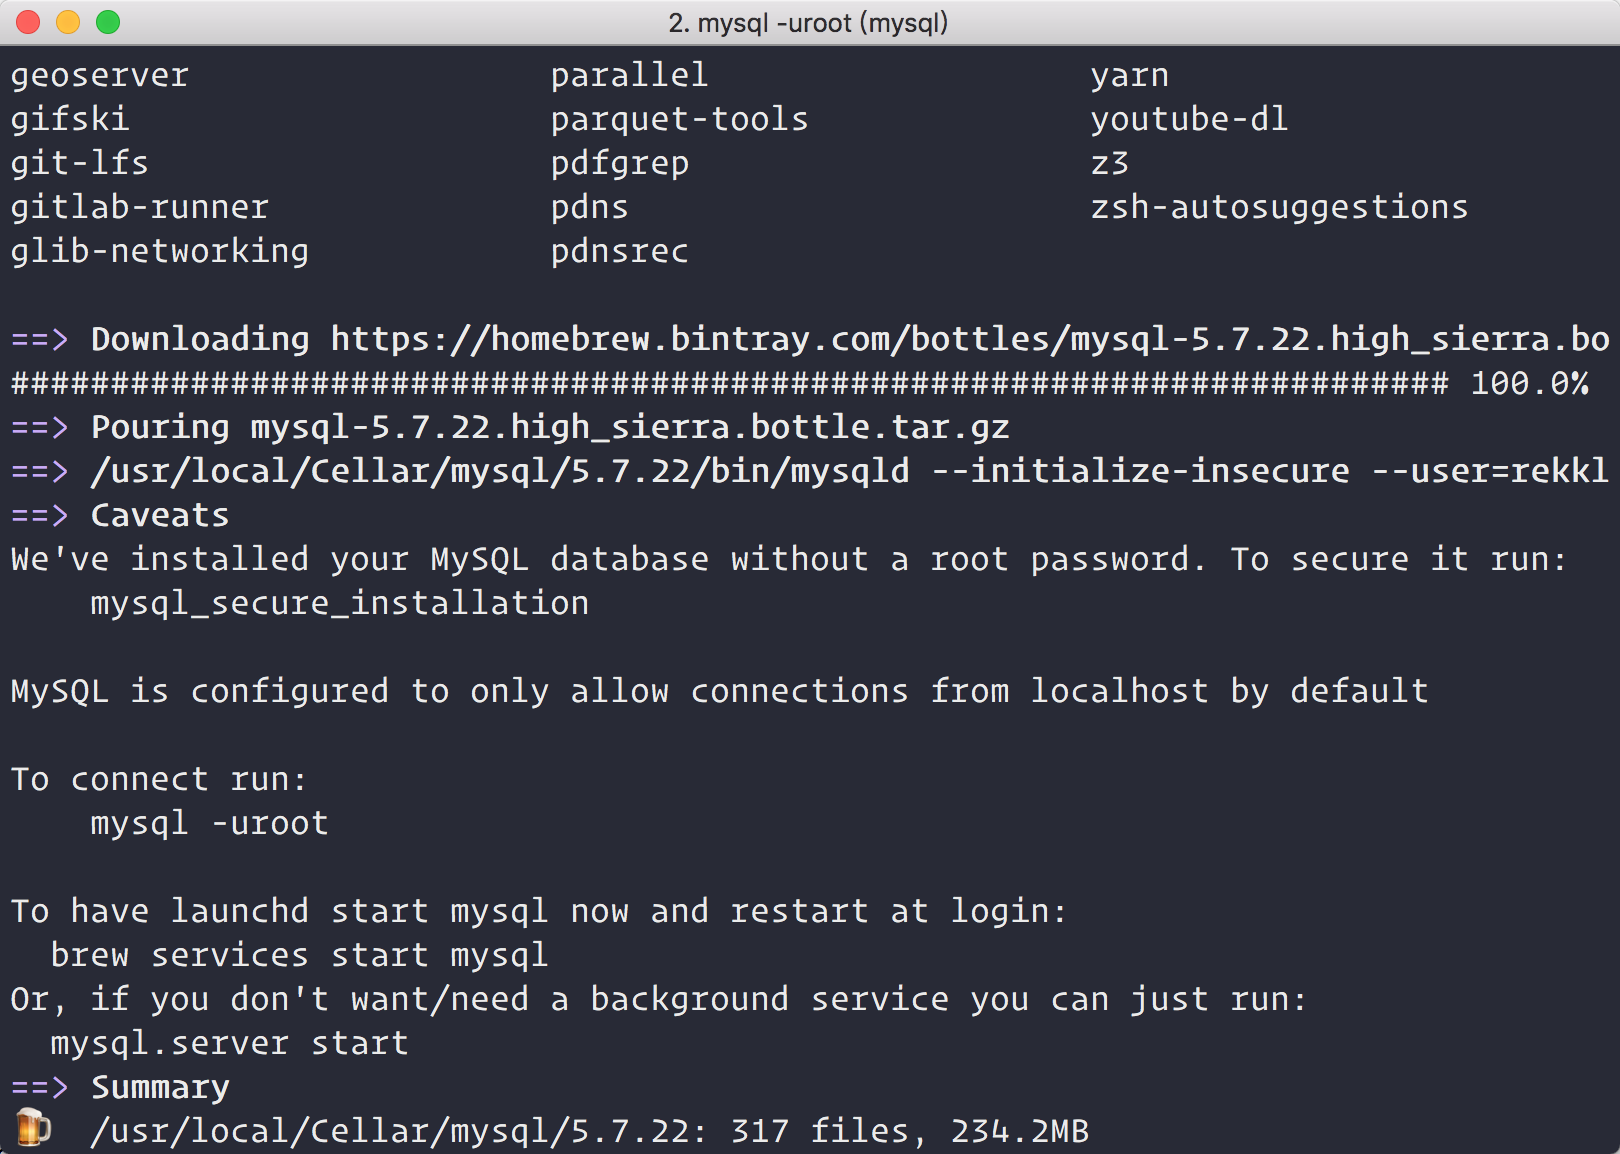 2. mysql -uroot (mysql)
geoserver parallel yarn
gifski parquet-tools youtube-dl
git-lfs pdfgrep z3
gitlab-runner pdns zsh-autosuggestions
glib-networking pdnsrec
==> Downloading https://homebrew.bintray.com/bottles/mysql-5.7.22.high_sierra.bo
######################################################################## 100.0%
==> Pouring mysql-5.7.22.high_sierra.bottle.tar.gz
==> /usr/local/Cellar/mysql/5.7.22/bin/mysqld --initialize-insecure --user=rekkl
==> Caveats
We've installed your MySQL database without a root password. To secure it run:
mysql_secure_installation
MySQL is configured to only allow connections from localhost by default
To connect run:
mysql -uroot
To have launchd start mysql now and restart at login:
brew services start mysql
Or, if you don't want/need a background service you can just run:
mysql.server start
==> Summary
🍺 /usr/local/Cellar/mysql/5.7.22: 317 files, 234.2MB